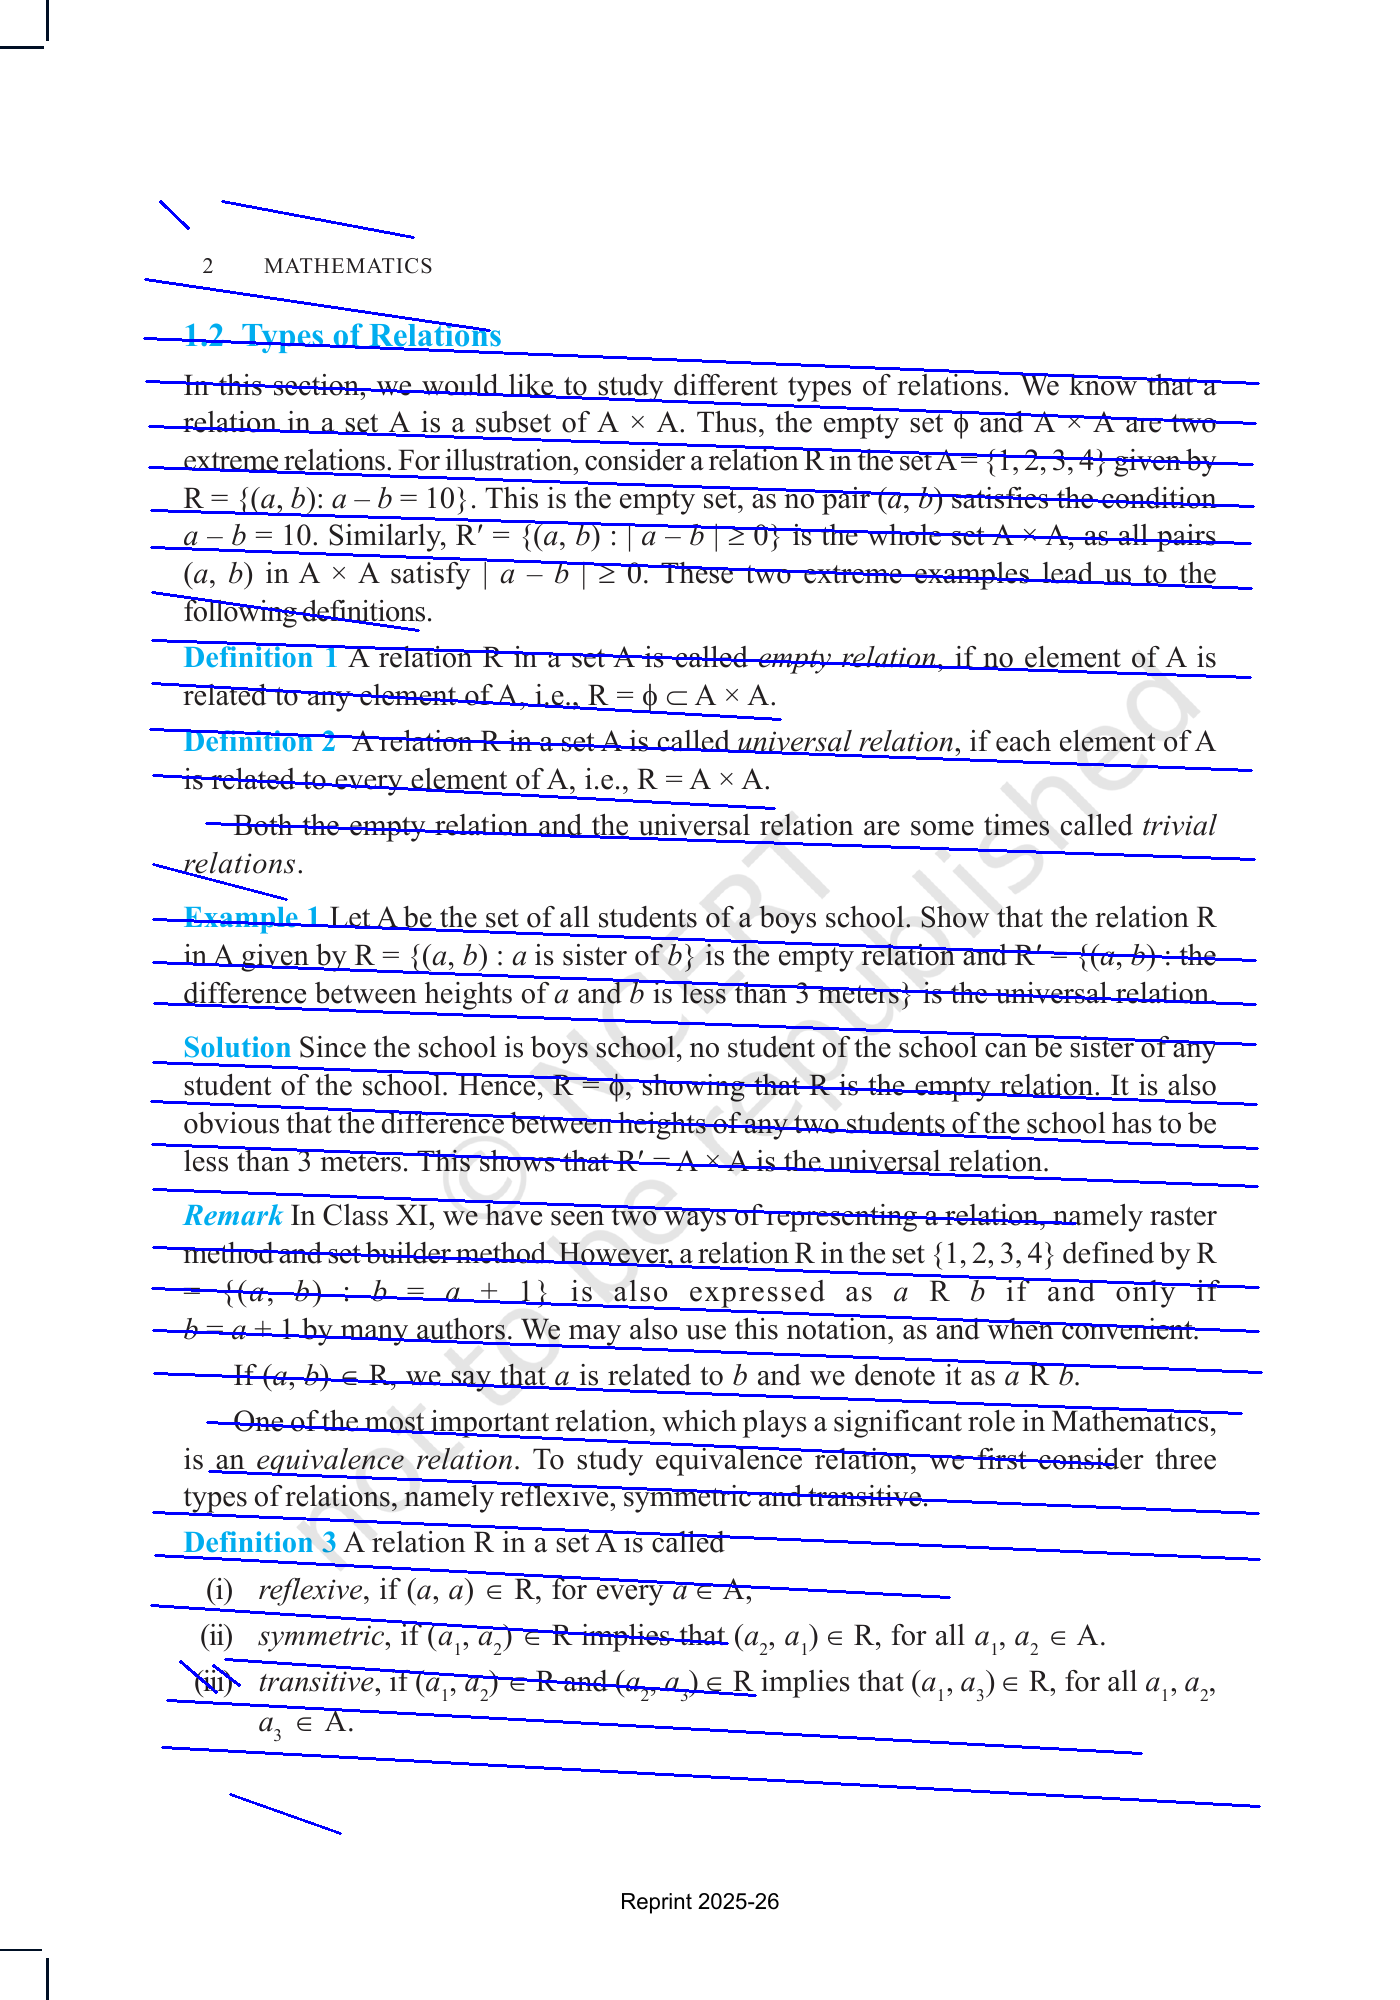 2 MATHEMATICS
1.2 Types of Relations
In this section, we would like to study different types of relations. We know that a
relation in a set A is a subset of A × A. Thus, the empty set ϕ and A × A are two
extreme relations. For illustration, consider a relation R in the set A = {1, 2, 3, 4} given by
R = {(a, b): a – b = 10}. This is the empty set, as no pair (a, b) satisfies the condition
a – b = 10. Similarly, R′ = {(a, b) : | a – b | ≥ 0} is the whole set A × A, as all pairs
(a, b) in A × A satisfy | a – b | ≥ 0. These two extreme examples lead us to the
following definitions.
Definition 1 A relation R in a set A is called empty relation, if no element of A is
related to any element of A, i.e., R = ϕ ⊂ A × A.
Definition 2 A relation R in a set A is called universal relation, if each element of A
is related to every element of A, i.e., R = A × A.
Both the empty relation and the universal relation are some times called trivial
relations.
Example 1 Let A be the set of all students of a boys school. Show that the relation R
in A given by R = {(a, b) : a is sister of b} is the empty relation and R′ = {(a, b) : the
difference between heights of a and b is less than 3 meters} is the universal relation.
Solution Since the school is boys school, no student of the school can be sister of any
student of the school. Hence, R = ϕ, showing that R is the empty relation. It is also
obvious that the difference between heights of any two students of the school has to be
less than 3 meters. This shows that R′ = A × A is the universal relation.
Remark In Class XI, we have seen two ways of representing a relation, namely raster
method and set builder method. However, a relation R in the set {1, 2, 3, 4} defined by R
= {(a, b) : b = a + 1} is also expressed as a R b if and only if
b = a + 1 by many authors. We may also use this notation, as and when convenient.
If (a, b) ∈ R, we say that a is related to b and we denote it as a R b.
One of the most important relation, which plays a significant role in Mathematics,
is an equivalence relation. To study equivalence relation, we first consider three
types of relations, namely reflexive, symmetric and transitive.
Definition 3 A relation R in a set A is called
(i) reflexive, if (a, a) ∈ R, for every a ∈ A,
(ii) symmetric, if (a₁, a₂) ∈ R implies that (a₂, a₁) ∈ R, for all a₁, a₂ ∈ A.
(iii) transitive, if (a₁, a₂) ∈ R and (a₂, a₃) ∈ R implies that (a₁, a₃) ∈ R, for all a₁, a₂,
a₃ ∈ A.
© NCERT
not to be republished
Reprint 2025-26